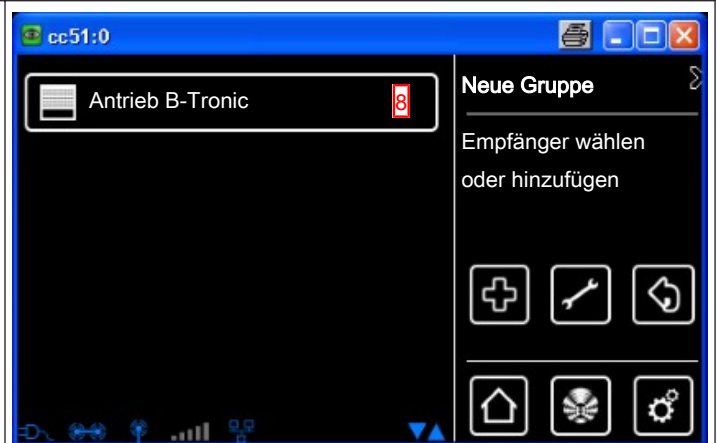 cc51:0
Antrieb B-Tronic
8
Neue Gruppe
Empfänger wählen
oder hinzufügen